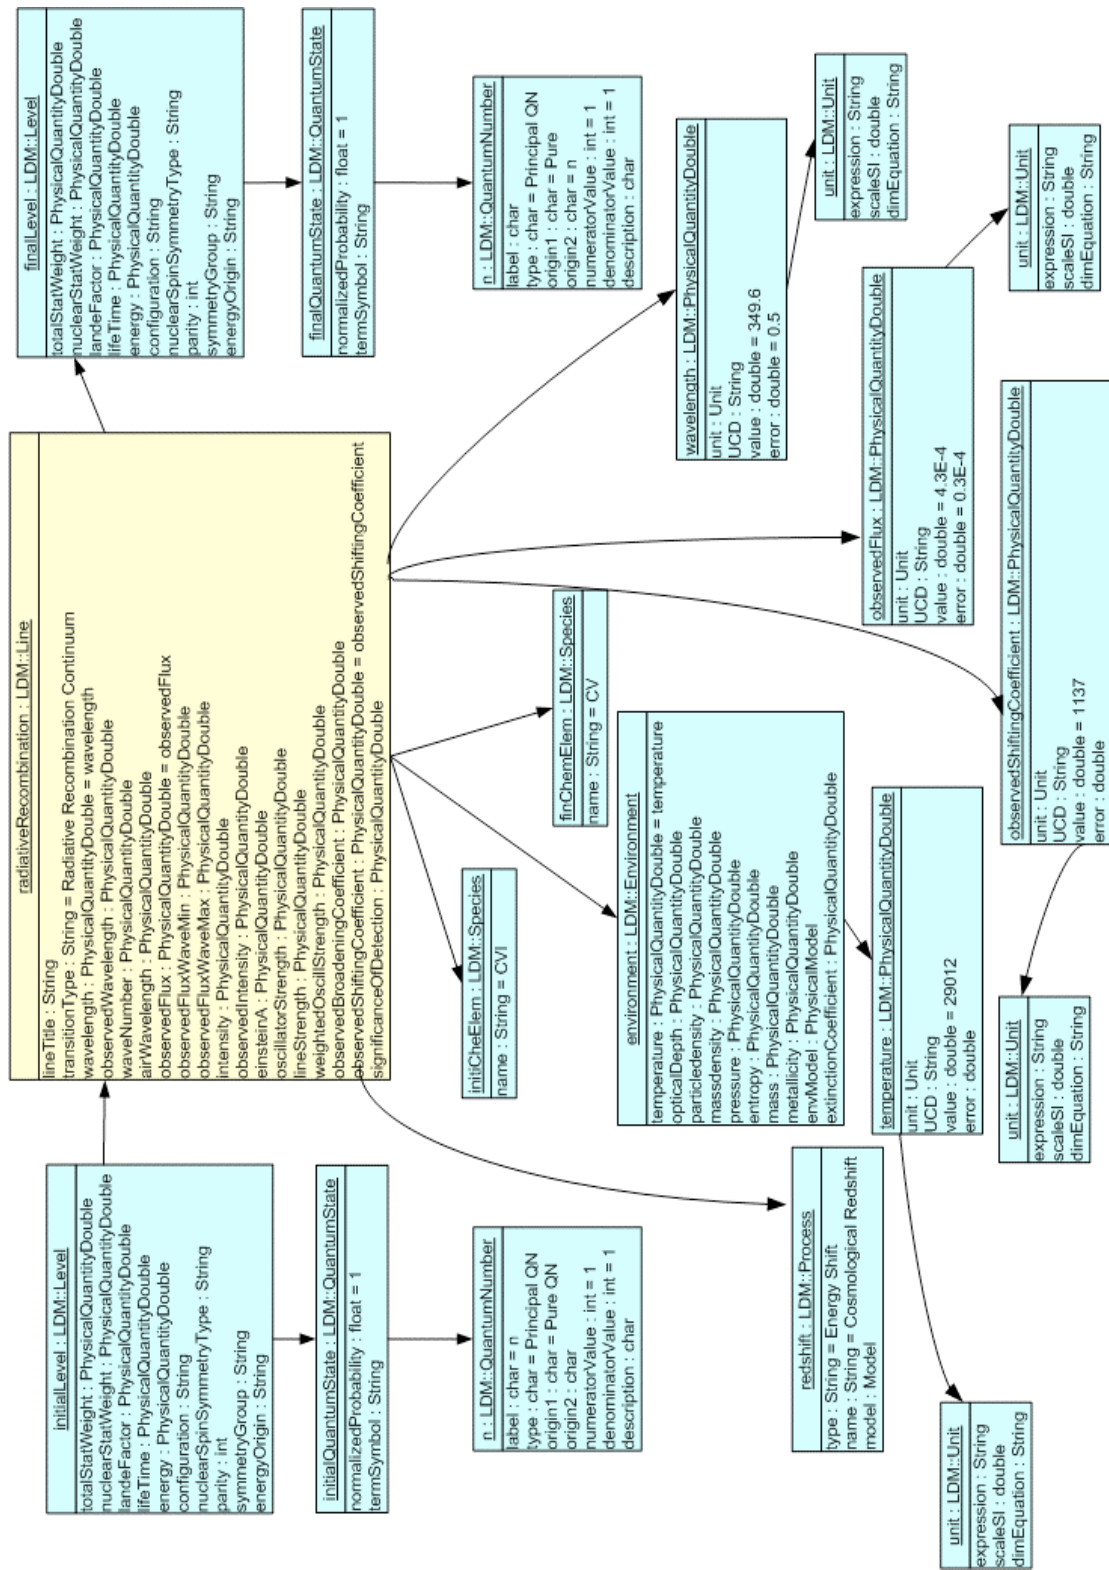 initialLevel : LDM::Level
totalStatWeight : PhysicalQuantityDouble
nuclearStatWeight : PhysicalQuantityDouble
landeFactor : PhysicalQuantityDouble
lifeTime : PhysicalQuantityDouble
energy : PhysicalQuantityDouble
configuration : String
nuclearSpinSymmetryType : String
parity : int
symmetryGroup : String
energyOrigin : String
radiativeRecombination : LDM::Line
lineTitle : String
transitionType : String = Radiative Recombination Continuum
wavelength : PhysicalQuantityDouble = wavelength
observedWavelength : PhysicalQuantityDouble
waveNumber : PhysicalQuantityDouble
airWavelength : PhysicalQuantityDouble
observedFlux : PhysicalQuantityDouble = observedFlux
observedFluxWaveMin : PhysicalQuantityDouble
observedFluxWaveMax : PhysicalQuantityDouble
intensity : PhysicalQuantityDouble
observedIntensity : PhysicalQuantityDouble
einsteinA : PhysicalQuantityDouble
oscillatorStrength : PhysicalQuantityDouble
lineStrength : PhysicalQuantityDouble
weightedOscillStrength : PhysicalQuantityDouble
observedBroadeningCoefficient : PhysicalQuantityDouble
observedShiftingCoefficient : PhysicalQuantityDouble = observedShiftingCoefficient
significanceOfDetection : PhysicalQuantityDouble
finalLevel : LDM::Level
totalStatWeight : PhysicalQuantityDouble
nuclearStatWeight : PhysicalQuantityDouble
landeFactor : PhysicalQuantityDouble
lifeTime : PhysicalQuantityDouble
energy : PhysicalQuantityDouble
configuration : String
nuclearSpinSymmetryType : String
parity : int
symmetryGroup : String
energyOrigin : String
initialQuantumState : LDM::QuantumState
normalizedProbability : float = 1
termSymbol : String
finalQuantumState : LDM::QuantumState
normalizedProbability : float = 1
termSymbol : String
n : LDM::QuantumNumber
label : char = n
type : char = Principal QN
origin1 : char = Pure QN
origin2 : char
numeratorValue : int = 1
denominatorValue : int = 1
description : char
initiCheElem : LDM::Species
name : String = CVI
finChemElem : LDM::Species
name : String = CV
n : LDM::QuantumNumber
label : char
type : char = Principal QN
origin1 : char = Pure
origin2 : char = n
numeratorValue : int = 1
denominatorValue : int = 1
description : char
environment : LDM::Environment
temperature : PhysicalQuantityDouble = temperature
opticalDepth : PhysicalQuantityDouble
particledensity : PhysicalQuantityDouble
massdensity : PhysicalQuantityDouble
pressure : PhysicalQuantityDouble
entropy : PhysicalQuantityDouble
mass : PhysicalQuantityDouble
metallicity : PhysicalQuantityDouble
envModel : PhysicalModel
extinctionCoefficient : PhysicalQuantityDouble
wavelength : LDM::PhysicalQuantityDouble
unit : Unit
UCD : String
value : double = 349.6
error : double = 0.5
unit : LDM::Unit
expression : String
scaleSI : double
dimEquation : String
redshift : LDM::Process
type : String = Energy Shift
name : String = Cosmological Redshift
model : Model
temperature : LDM::PhysicalQuantityDouble
unit : Unit
UCD : String
value : double = 29012
error : double
observedFlux : LDM::PhysicalQuantityDouble
unit : Unit
UCD : String
value : double = 4.3E-4
error : double = 0.3E-4
unit : LDM::Unit
expression : String
scaleSI : double
dimEquation : String
unit : LDM::Unit
expression : String
scaleSI : double
dimEquation : String
unit : LDM::Unit
expression : String
scaleSI : double
dimEquation : String
observedShiftingCoefficient : LDM::PhysicalQuantityDouble
unit : Unit
UCD : String
value : double = 1137
error : double